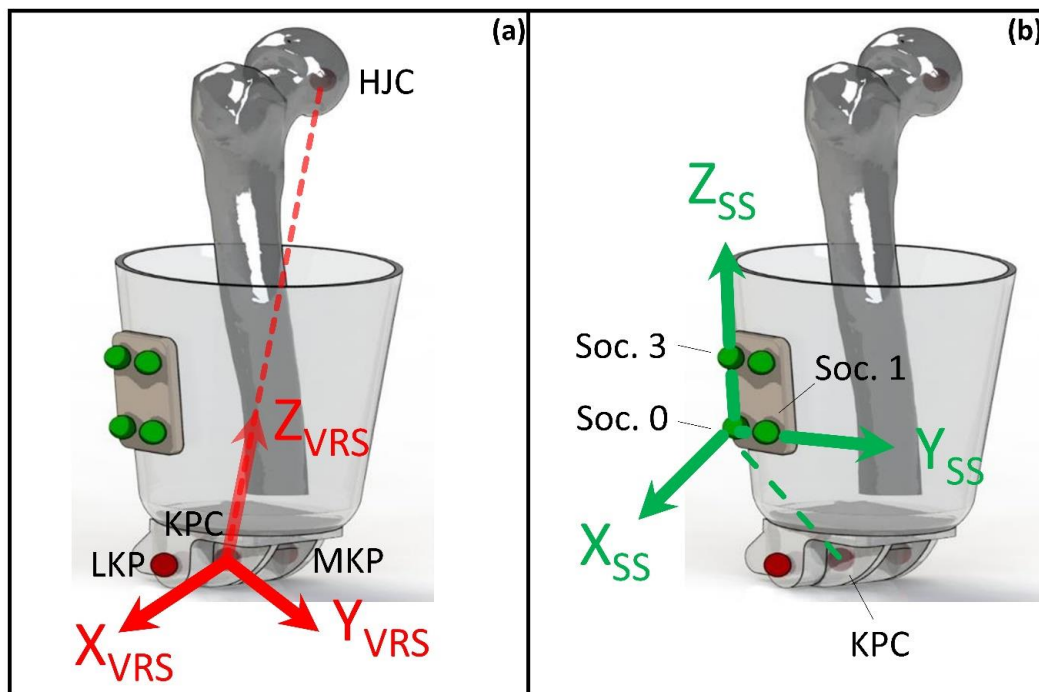 (a)
HJC
Z_VRS
KPC
LKP
MKP
X_VRS
Y_VRS
(b)
Z_SS
Soc. 3
Soc. 1
Soc. 0
Y_SS
X_SS
KPC